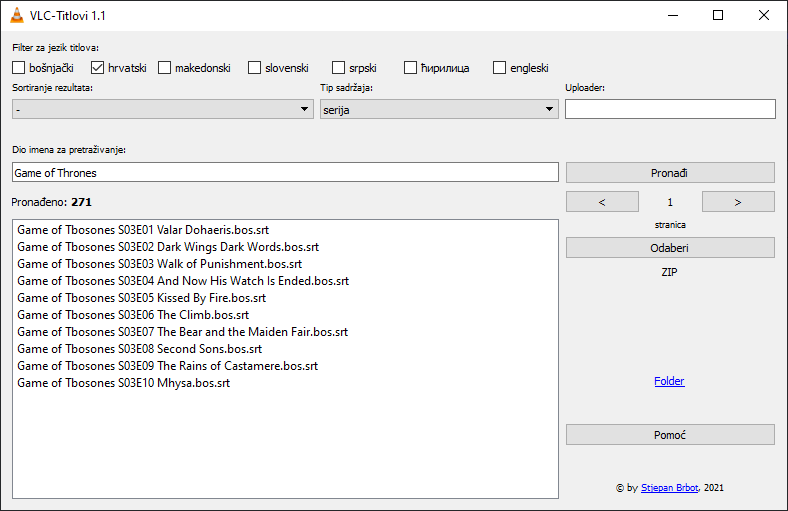 VLC-Titlovi 1.1
Filter za jezik titlova:
bošnjački hrvatski makedonski slovenski srpski ћирилица engleski
Sortiranje rezultata: Tip sadržaja: Uploader:
- serija
Dio imena za pretraživanje:
Game of Thrones Pronađi
Pronađeno: 271 < 1 >
stranica
Game of Tbosones S03E01 Valar Dohaeris.bos.srt
Game of Tbosones S03E02 Dark Wings Dark Words.bos.srt Odaberi
Game of Tbosones S03E03 Walk of Punishment.bos.srt ZIP
Game of Tbosones S03E04 And Now His Watch Is Ended.bos.srt
Game of Tbosones S03E05 Kissed By Fire.bos.srt
Game of Tbosones S03E06 The Climb.bos.srt
Game of Tbosones S03E07 The Bear and the Maiden Fair.bos.srt
Game of Tbosones S03E08 Second Sons.bos.srt
Game of Tbosones S03E09 The Rains of Castamere.bos.srt
Game of Tbosones S03E10 Mhysa.bos.srt Folder
Pomoć
© by Stjepan Brbot, 2021